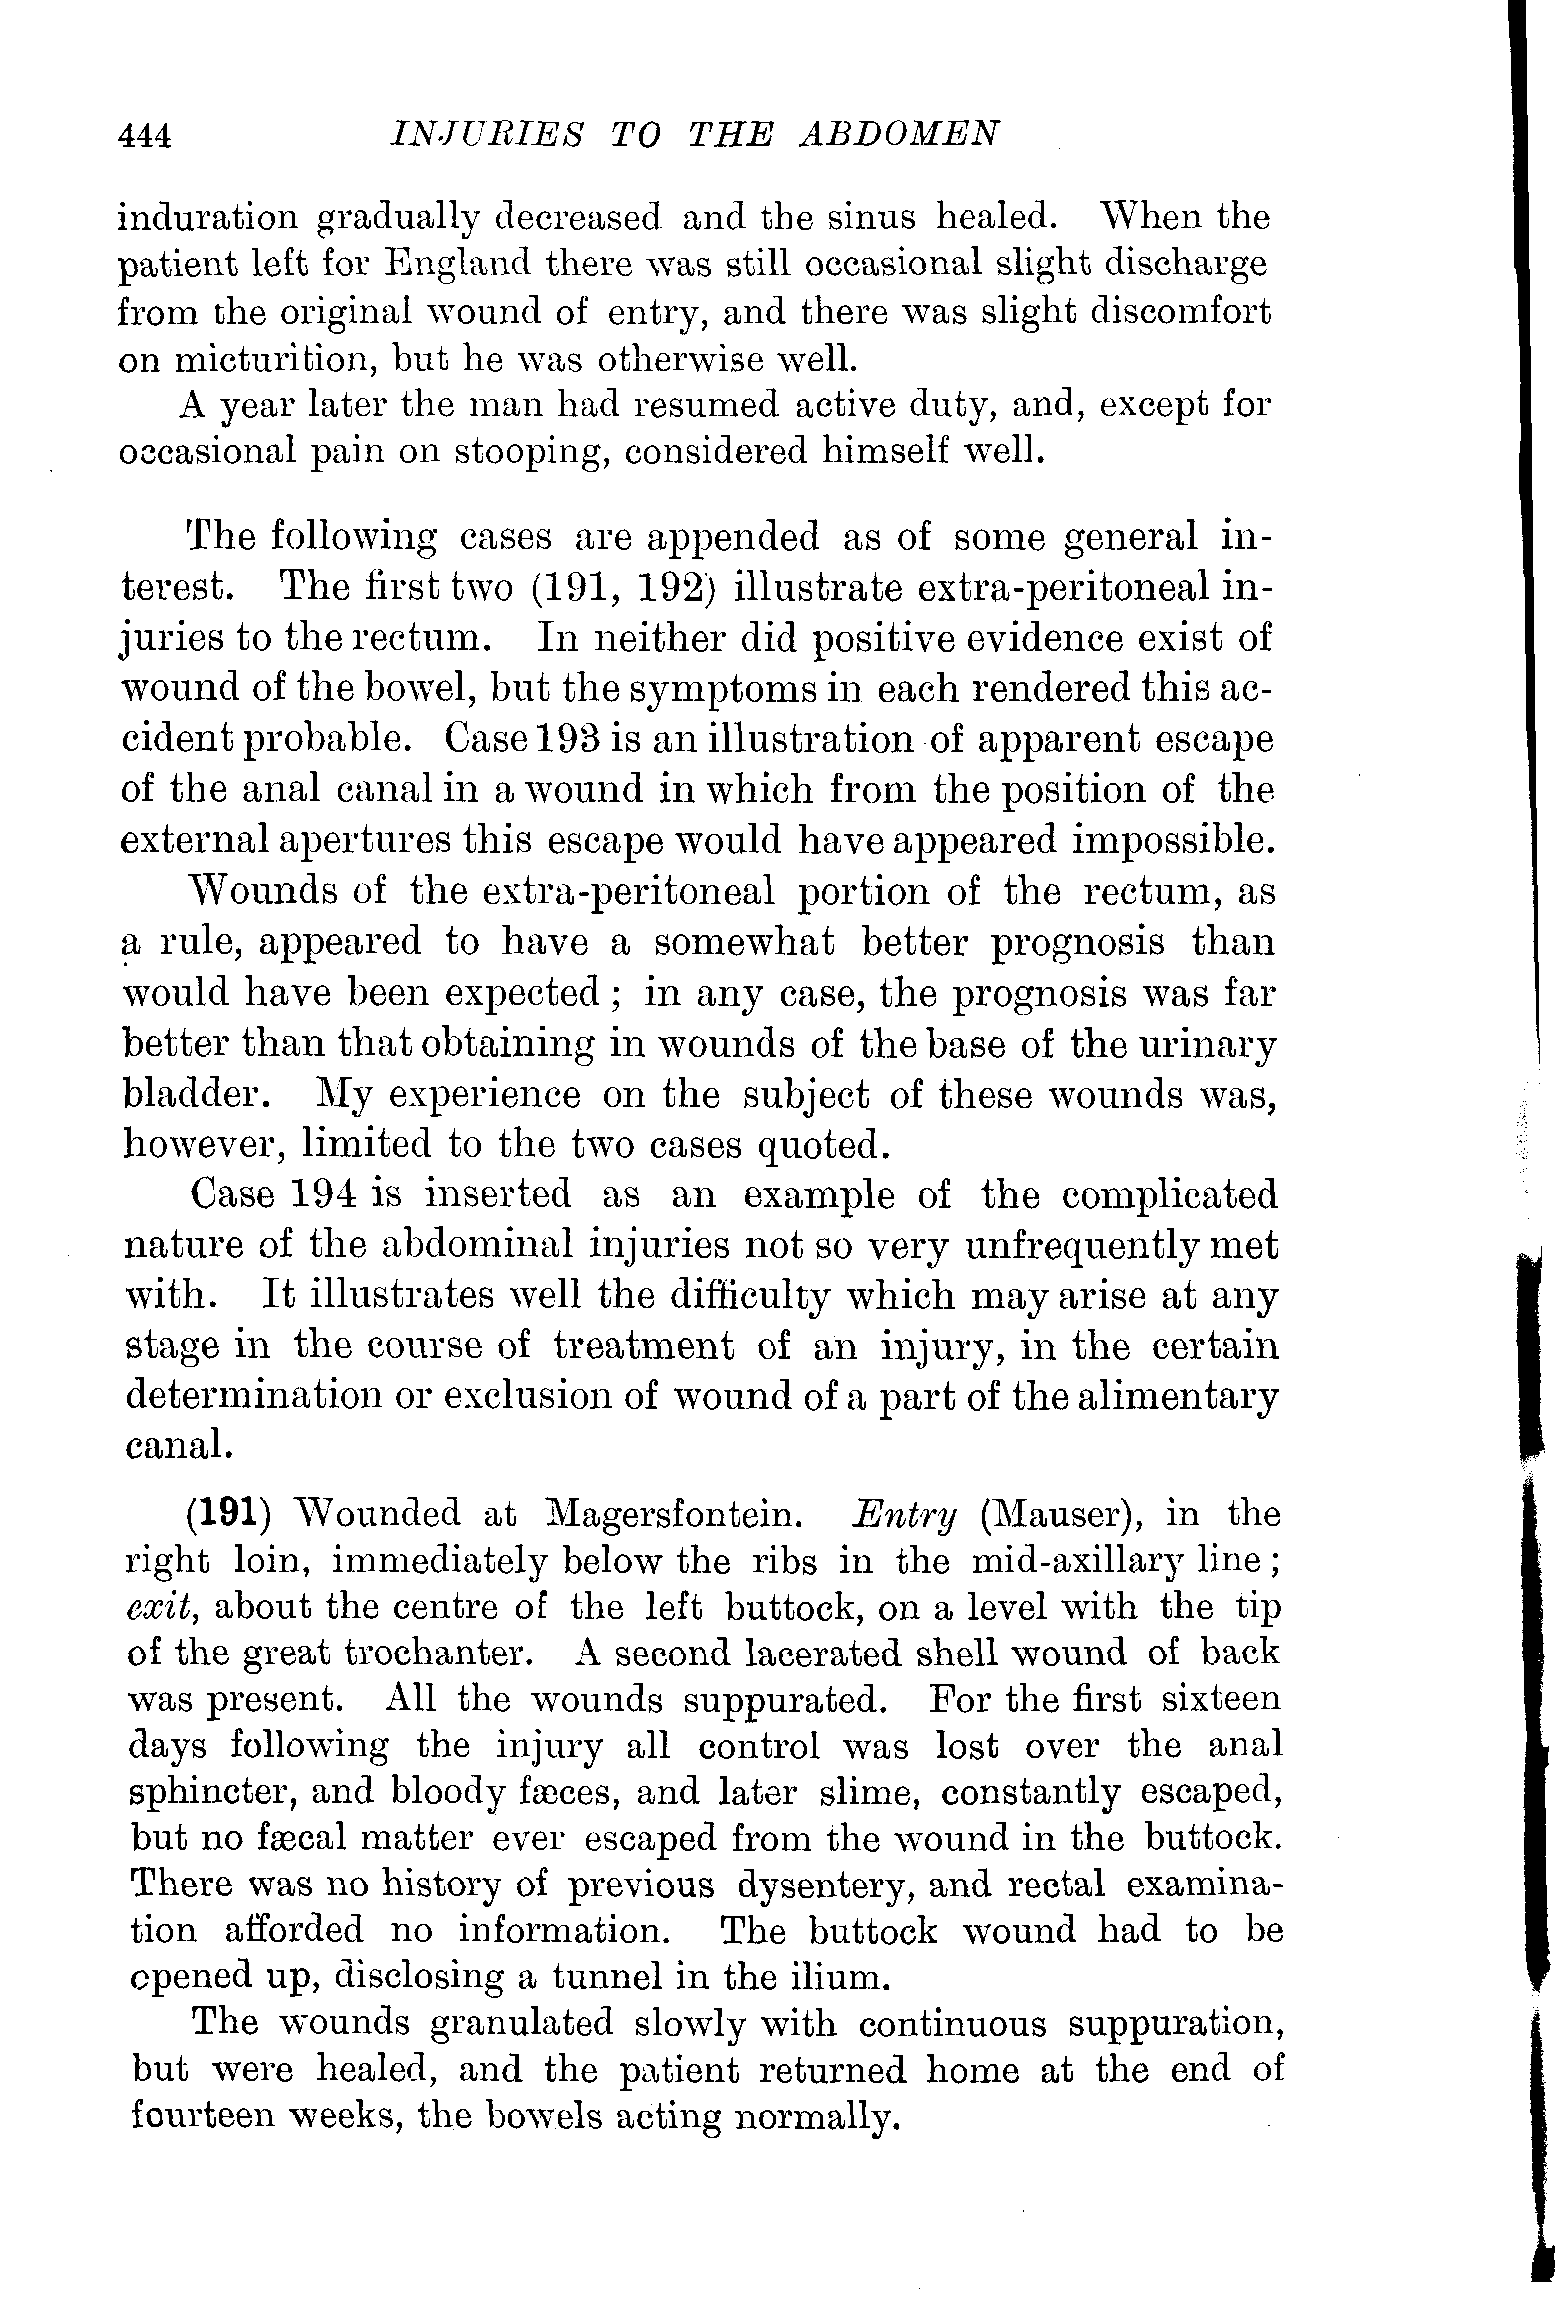 444 INJURIES TO THE ABDOMEN
induration gradually decreased and the sinus healed. When the
patient left for England there was still occasional slight discharge
from the original wound of entry, and there was slight discomfort
on micturition, but he was otherwise well.
A year later the man had resumed active duty, and, except for
occasional pain on stooping, considered himself well.
The following cases are appended as of some general in-
terest. The first two (191, 192) illustrate extra-peritoneal in-
juries to the rectum. In neither did positive evidence exist of
wound of the bowel, but the symptoms in each rendered this ac-
cident probable. Case 193 is an illustration of apparent escape
of the anal canal in a wound in which from the position of the
external apertures this escape would have appeared impossible.
Wounds of the extra-peritoneal portion of the rectum, as
a rule, appeared to have a somewhat better prognosis than
would have been expected ; in any case, the prognosis was far
better than that obtaining in wounds of the base of the urinary
bladder. My experience on the subject of these wounds was,
however, limited to the two cases quoted.
Case 194 is inserted as an example of the complicated
nature of the abdominal injuries not so very unfrequently met
with. It illustrates well the difficulty which may arise at any
stage in the course of treatment of an injury, in the certain
determination or exclusion of wound of a part of the alimentary
canal.
(191) Wounded at Magersfontein. Entry (Mauser), in the
right loin, immediately below the ribs in the mid-axillary line ;
exit, about the centre of the left buttock, on a level with the tip
of the great trochanter. A second lacerated shell wound of back
was present. All the wounds suppurated. For the first sixteen
days following the injury all control was lost over the anal
sphincter, and bloody fæces, and later slime, constantly escaped,
but no fæcal matter ever escaped from the wound in the buttock.
There was no history of previous dysentery, and rectal examina-
tion afforded no information. The buttock wound had to be
opened up, disclosing a tunnel in the ilium.
The wounds granulated slowly with continuous suppuration,
but were healed, and the patient returned home at the end of
fourteen weeks, the bowels acting normally.